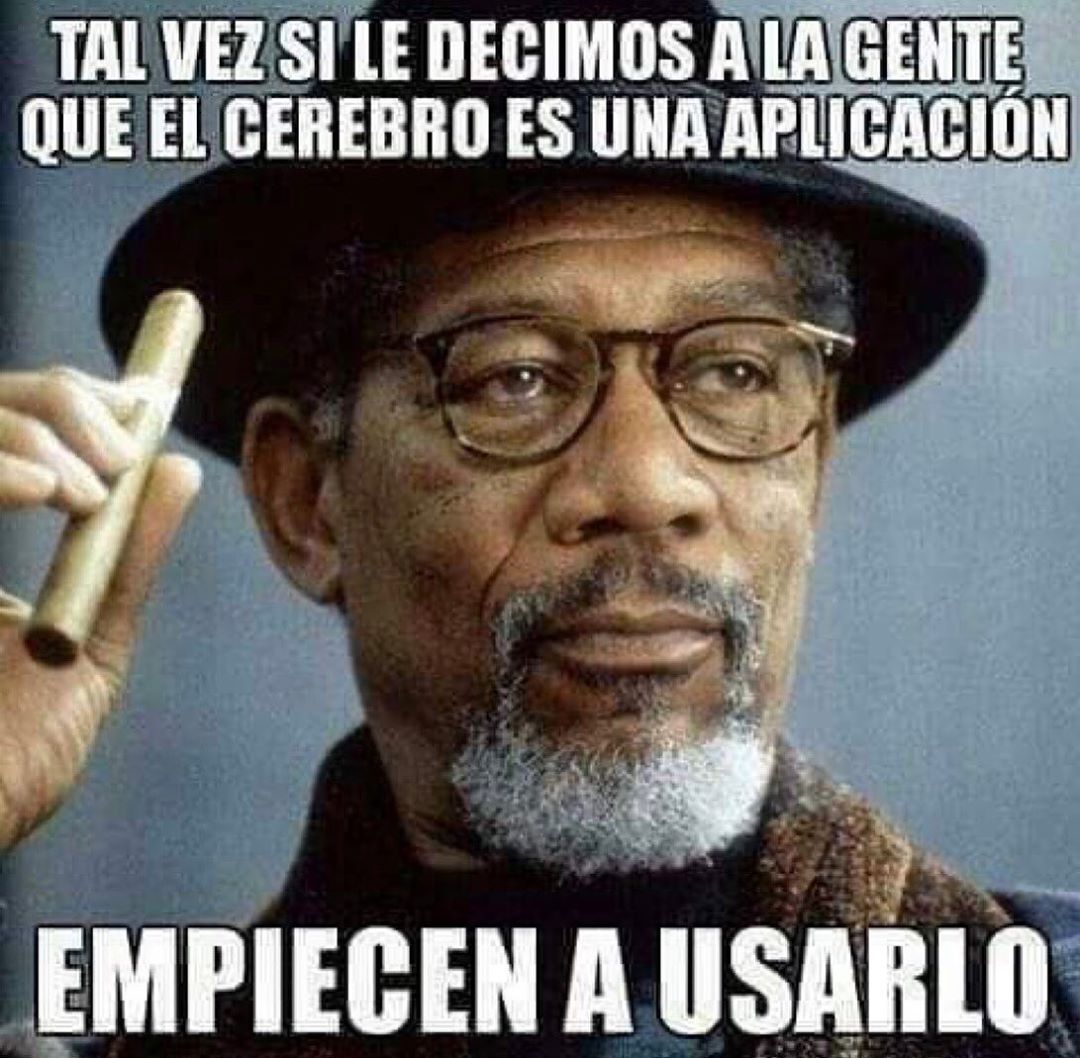 TAL VEZ SI LE DECIMOS A LA GENTE
QUE EL CEREBRO ES UNA APLICACIÓN
EMPIECEN A USARLO